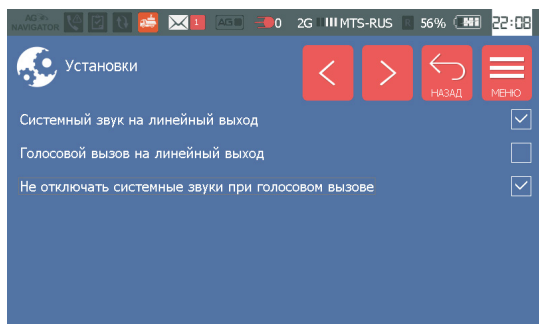 AG
NAVIGATOR
1
AG
0
2G
MTS-RUS
56%
22:08
Установки
НАЗАД
МЕНЮ
Системный звук на линейный выход
Голосовой вызов на линейный выход
Не отключать системные звуки при голосовом вызове